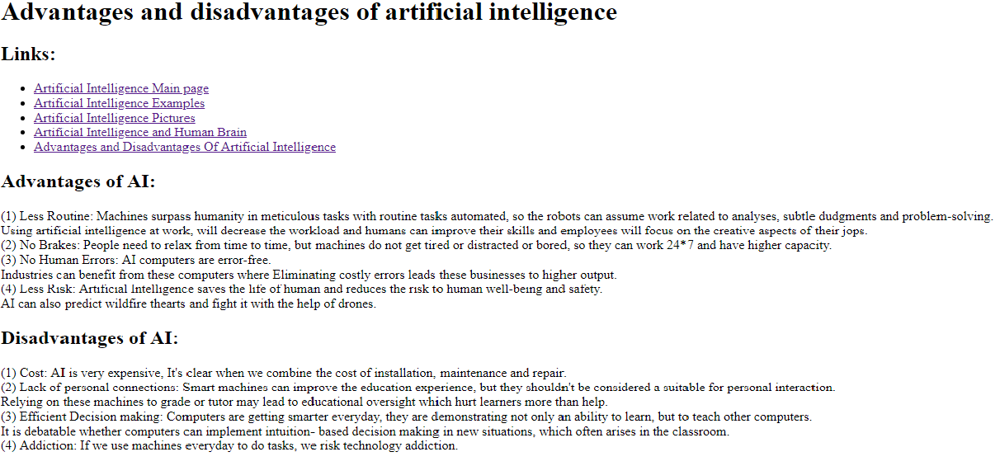 Advantages and disadvantages of artificial intelligence
Links:
Artificial Intelligence Main page
Artificial Intelligence Examples
Artificial Intelligence Pictures
Artificial Intelligence and Human Brain
Advantages and Disadvantages Of Artificial Intelligence
Advantages of AI:
(1) Less Routine: Machines surpass humanity in meticulous tasks with routine tasks automated, so the robots can assume work related to analyses, subtle dudgments and problem-solving.
Using artificial intelligence at work, will decrease the workload and humans can improve their skills and employees will focus on the creative aspects of their jops.
(2) No Brakes: People need to relax from time to time, but machines do not get tired or distracted or bored, so they can work 24*7 and have higher capacity.
(3) No Human Errors: AI computers are error-free.
Industries can benefit from these computers where Eliminating costly errors leads these businesses to higher output.
(4) Less Risk: Artificial Intelligence saves the life of human and reduces the risk to human well-being and safety.
AI can also predict wildfire thearts and fight it with the help of drones.
Disadvantages of AI:
(1) Cost: AI is very expensive, It's clear when we combine the cost of installation, maintenance and repair.
(2) Lack of personal connections: Smart machines can improve the education experience, but they shouldn't be considered a suitable for personal interaction.
Relying on these machines to grade or tutor may lead to educational oversight which hurt learners more than help.
(3) Efficient Decision making: Computers are getting smarter everyday, they are demonstrating not only an ability to learn, but to teach other computers.
It is debatable whether computers can implement intuition- based decision making in new situations, which often arises in the classroom.
(4) Addiction: If we use machines everyday to do tasks, we risk technology addiction.